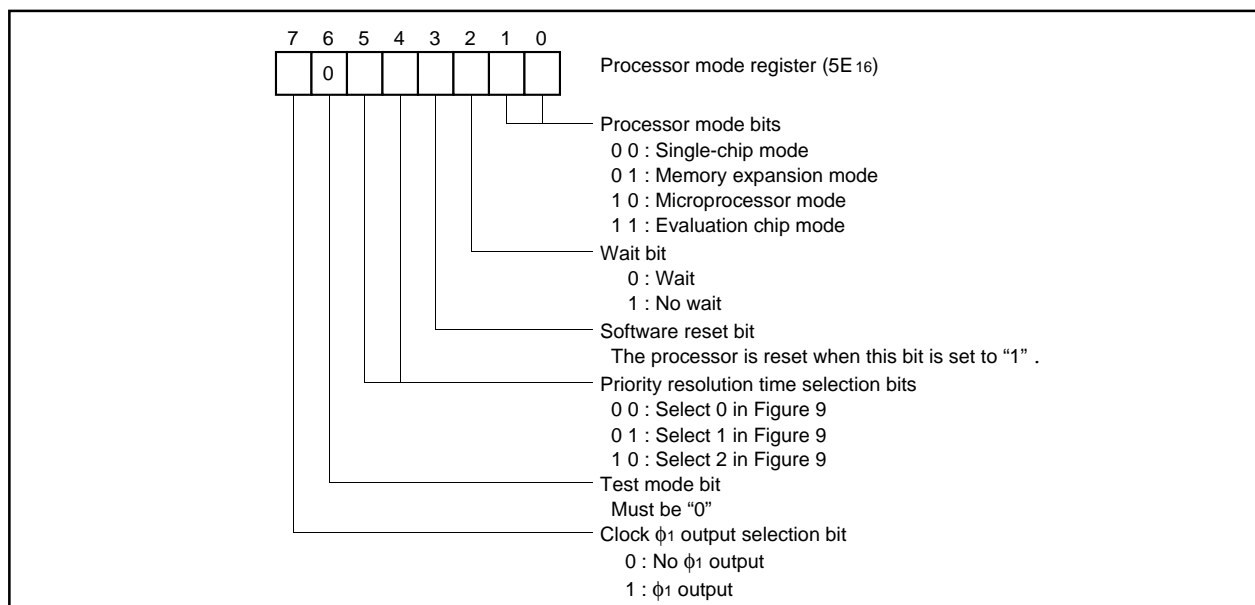 7 6 5 4 3 2 1 0
0
Processor mode register (5E 16)
Processor mode bits
0 0 : Single-chip mode
0 1 : Memory expansion mode
1 0 : Microprocessor mode
1 1 : Evaluation chip mode
Wait bit
0 : Wait
1 : No wait
Software reset bit
The processor is reset when this bit is set to “1” .
Priority resolution time selection bits
0 0 : Select 0 in Figure 9
0 1 : Select 1 in Figure 9
1 0 : Select 2 in Figure 9
Test mode bit
Must be “0”
Clock ϕ1 output selection bit
0 : No ϕ1 output
1 : ϕ1 output